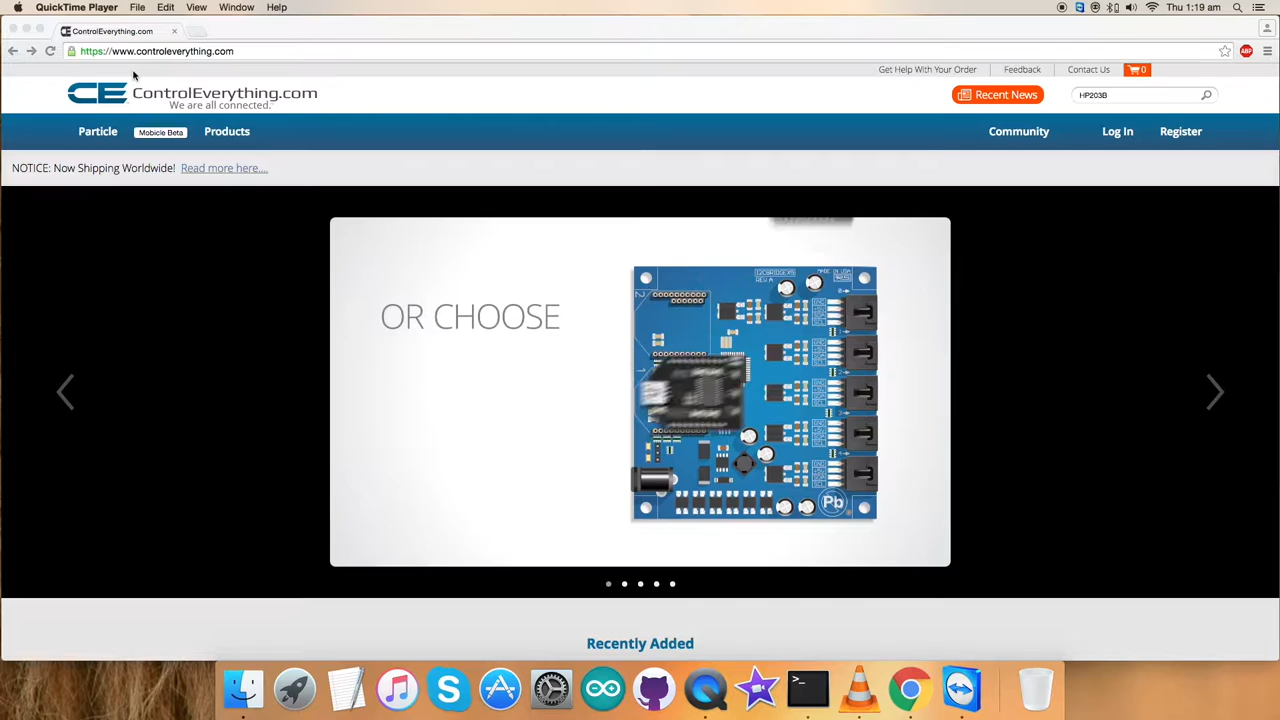 QuickTime Player File Edit View Window Help Thu 1:19 am
ControlEverything.com
https://www.controleverything.com
Get Help With Your Order Feedback Contact Us 0
CE ControlEverything.com
We are all connected.
Recent News
HP203B
Particle Mobicle Beta Products Community Log In Register
NOTICE: Now Shipping Worldwide! Read more here....
OR CHOOSE
Pb
Recently Added